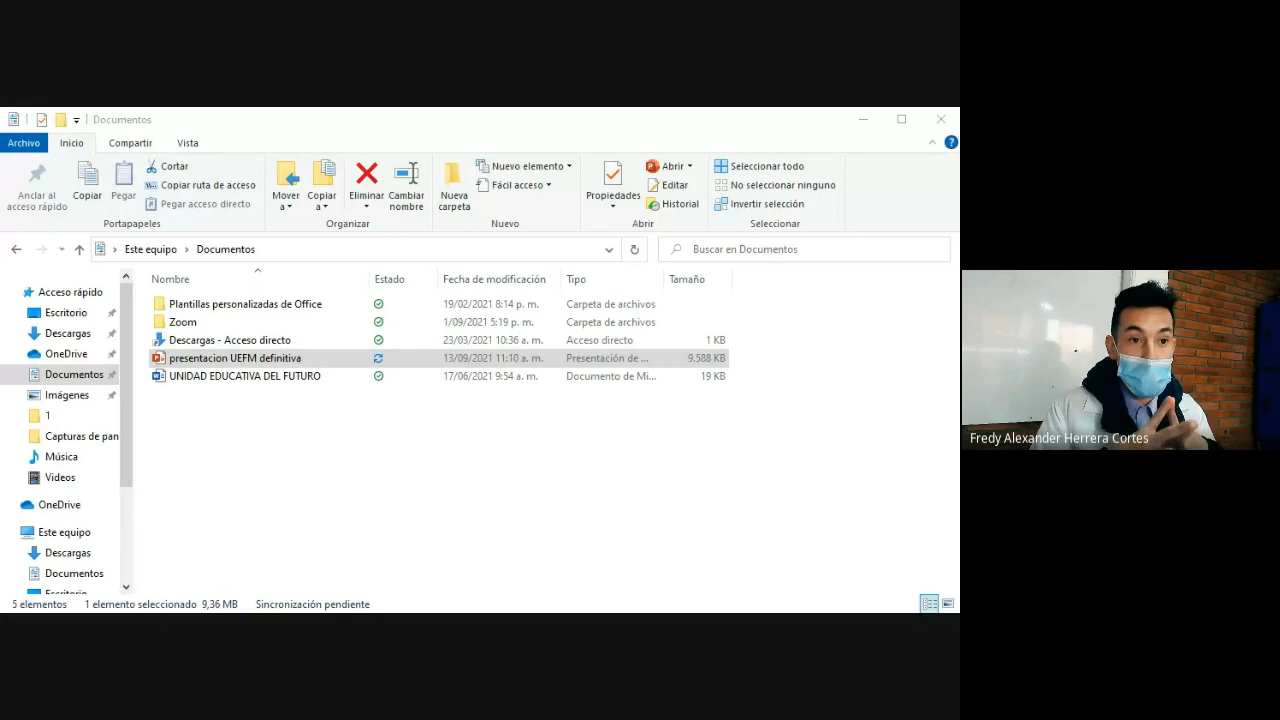 Documentos
Archivo Inicio Compartir Vista
Anclar al acceso rápido
Copiar
Pegar
Cortar
Copiar ruta de acceso
Pegar acceso directo
Portapapeles
Mover a
Copiar a
Eliminar
Cambiar nombre
Organizar
Nueva carpeta
Nuevo elemento
Fácil acceso
Nuevo
Propiedades
Abrir
Editar
Historial
Abrir
Seleccionar todo
No seleccionar ninguno
Invertir selección
Seleccionar
Este equipo > Documentos
Buscar en Documentos
Acceso rápido
Escritorio
Descargas
OneDrive
Documentos
Imágenes
1
Capturas de pan
Música
Videos
OneDrive
Este equipo
Descargas
Documentos
Escritorio
Nombre Estado Fecha de modificación Tipo Tamaño
Plantillas personalizadas de Office 19/02/2021 8:14 p. m. Carpeta de archivos
Zoom 1/09/2021 5:19 p. m. Carpeta de archivos
Descargas - Acceso directo 23/03/2021 10:36 a. m. Acceso directo 1 KB
presentacion UEFM definitiva 13/09/2021 11:10 a. m. Presentación de ... 9.588 KB
UNIDAD EDUCATIVA DEL FUTURO 17/06/2021 9:54 a. m. Documento de Mi... 19 KB
5 elementos 1 elemento seleccionado 9,36 MB Sincronización pendiente
Fredy Alexander Herrera Cortes